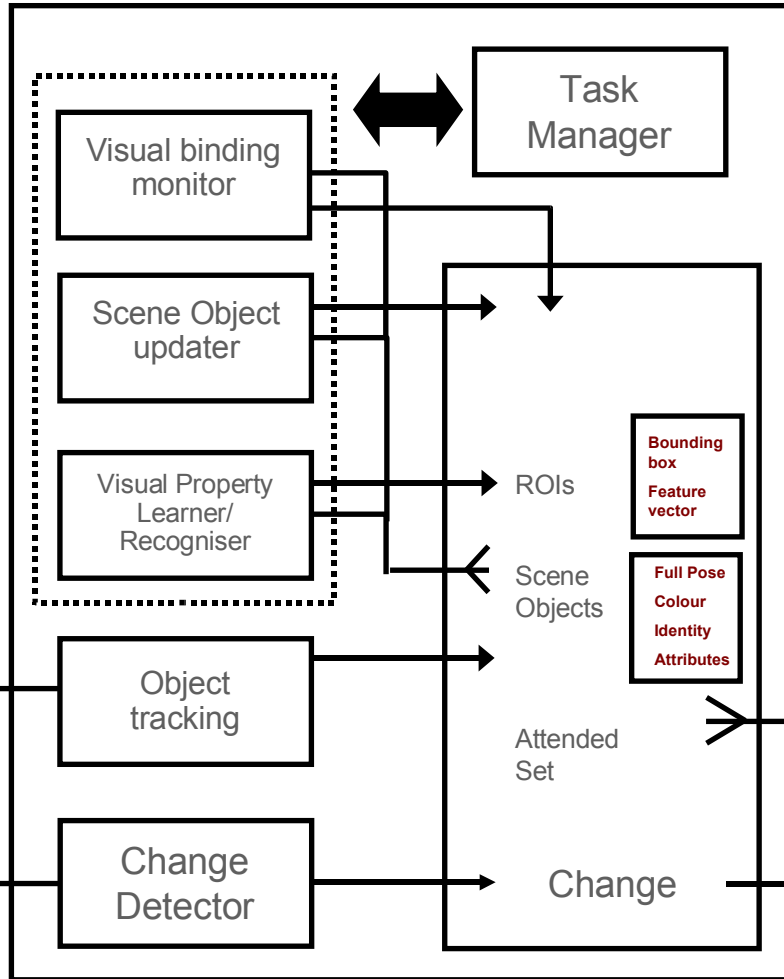 Task
Manager
Visual binding
monitor
Scene Object
updater
Visual Property
Learner/
Recogniser
Object
tracking
Change
Detector
ROIs
Bounding
box
Feature
vector
Scene
Objects
Full Pose
Colour
Identity
Attributes
Attended
Set
Change